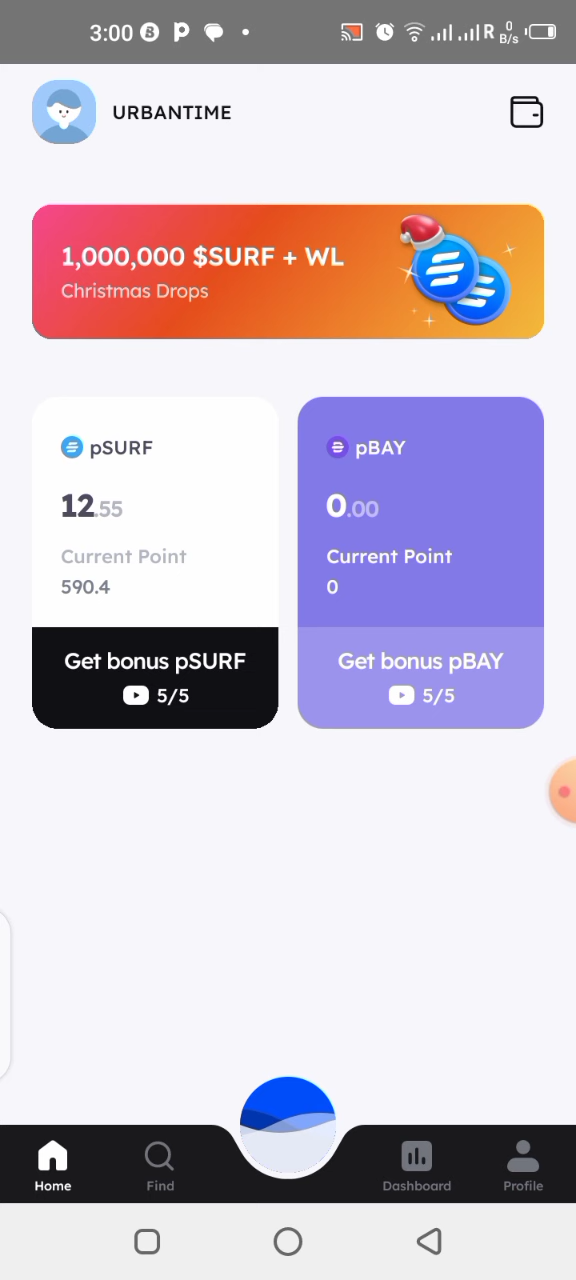 3:00
R
0
B/s
URBANTIME
1,000,000 $SURF + WL
Christmas Drops
pSURF
12.55
Current Point
590.4
Get bonus pSURF
5/5
pBAY
0.00
Current Point
0
Get bonus pBAY
5/5
Home
Find
Dashboard
Profile